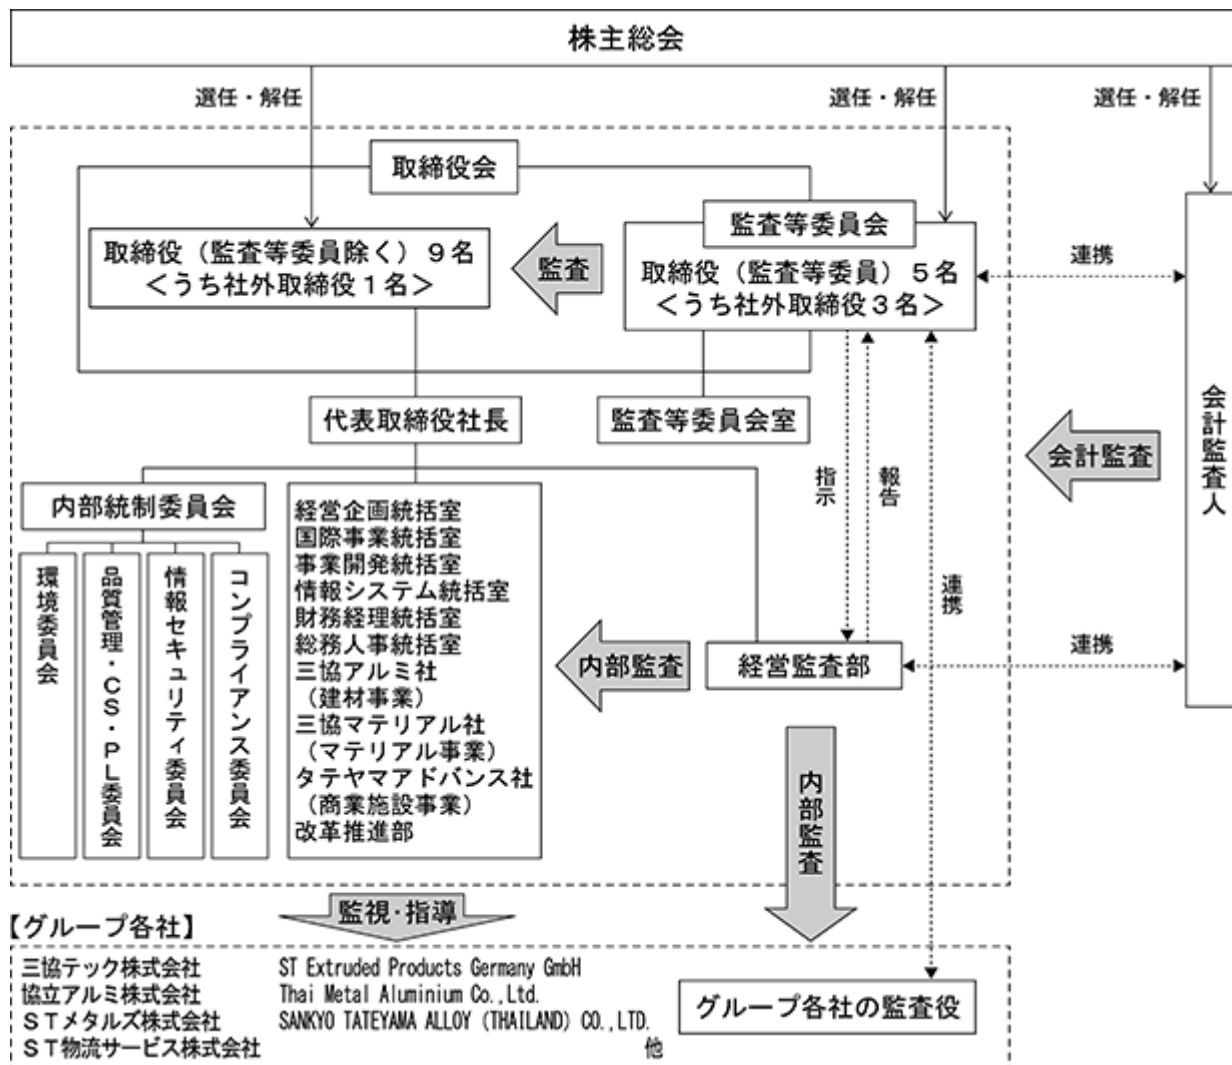 株主総会
選任・解任
選任・解任
選任・解任
取締役会
監査等委員会
取締役（監査等委員除く）９名
＜うち社外取締役１名＞
監査
取締役（監査等委員）５名
＜うち社外取締役３名＞
連携
会計監査人
代表取締役社長
監査等委員会室
会計監査
指示
報告
連携
内部統制委員会
環境委員会
品質管理・ＣＳ・ＰＬ委員会
情報セキュリティ委員会
コンプライアンス委員会
経営企画統括室
国際事業統括室
事業開発統括室
情報システム統括室
財務経理統括室
総務人事統括室
三協アルミ社
（建材事業）
三協マテリアル社
（マテリアル事業）
タテヤマアドバンス社
（商業施設事業）
改革推進部
内部監査
経営監査部
連携
内部監査
監視・指導
【グループ各社】
三協テック株式会社
協立アルミ株式会社
ＳＴメタルズ株式会社
ＳＴ物流サービス株式会社
ST Extruded Products Germany GmbH
Thai Metal Aluminium Co.,Ltd.
SANKYO TATEYAMA ALLOY (THAILAND) CO.,LTD.
他
グループ各社の監査役